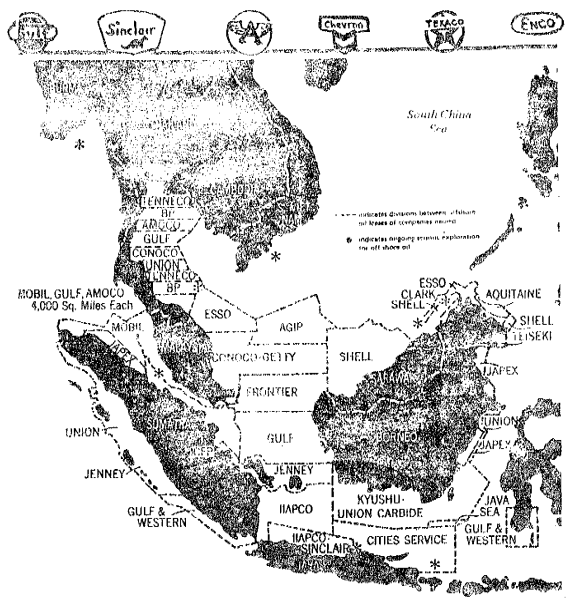 Gulf
Sinclair
Chevron
TEXACO
ENCO
South China
Sea
TENNECO
BP
AMOCO
GULF
CONOCO
UNION
TENNECO
BP
indicates divisions between offshore
oil leases of companies named
indicates ongoing seismic exploration
for off shore oil
MOBIL, GULF, AMOCO
4,000 Sq. Miles Each
MOBIL
ESSO
AGIP
CONOCO-GETTY
FRONTIER
GULF
SHELL
ESSO
CLARK
SHELL
AQUITAINE
SHELL
TEISEKI
JAPEX
UNION
JAPEX
BORNEO
UNION
JENNEY
GULF &
WESTERN
JENNEY
IIAPCO
KYUSHU-
UNION CARBIDE
JAVA
SEA
GULF &
WESTERN
IIAPCO
SINCLAIR
CITIES SERVICE